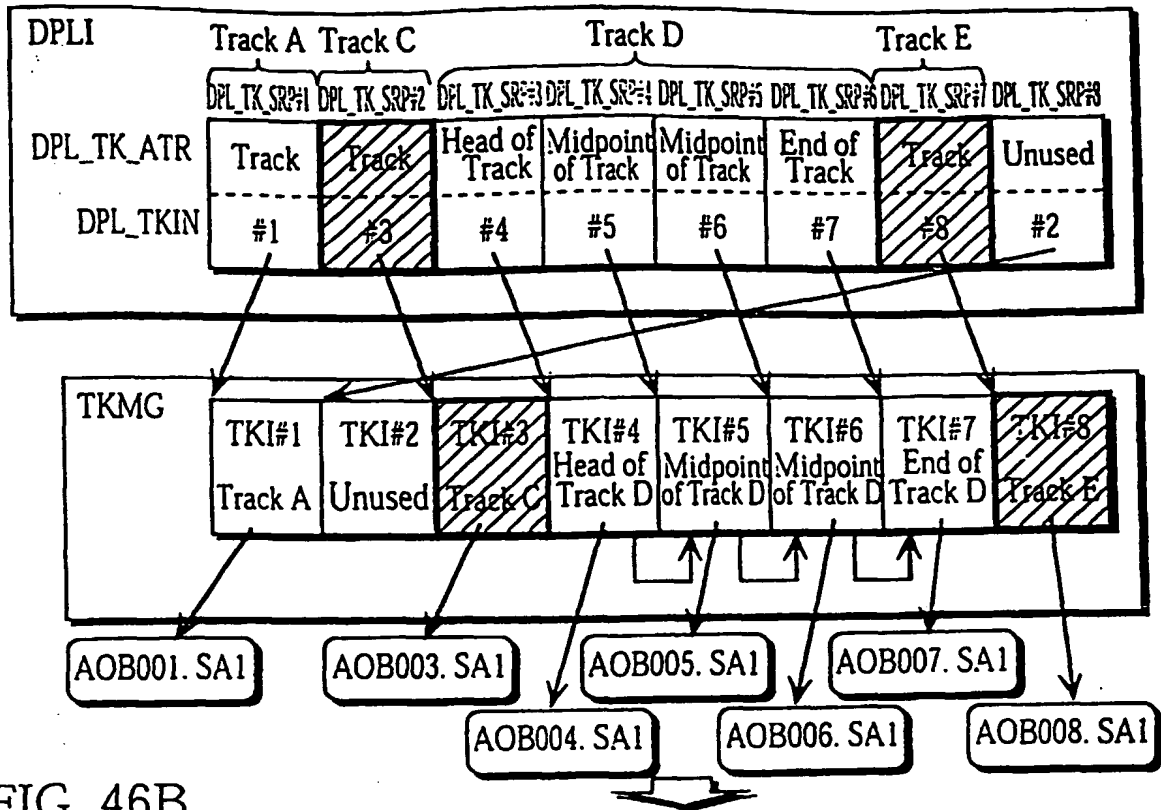 DPLI
Track A Track C Track D Track E
DPL_TK_SRP#1 DPL_TK_SRP#2 DPL_TK_SRP#3 DPL_TK_SRP#4 DPL_TK_SRP#5 DPL_TK_SRP#6 DPL_TK_SRP#7 DPL_TK_SRP#8
DPL_TK_ATR
Track
Track
Head of
Track
Midpoint
of Track
Midpoint
of Track
End of
Track
Track
Unused
DPL_TKIN
#1 #3 #4 #5 #6 #7 #8 #2
TKMG
TKI#1
Track A
TKI#2
Unused
TKI#3
Track C
TKI#4
Head of
Track D
TKI#5
Midpoint
of Track D
TKI#6
Midpoint
of Track D
TKI#7
End of
Track D
TKI#8
Track E
AOB001. SA1 AOB003. SA1 AOB005. SA1 AOB007. SA1
AOB004. SA1 AOB006. SA1 AOB008. SA1
FIG. 46B